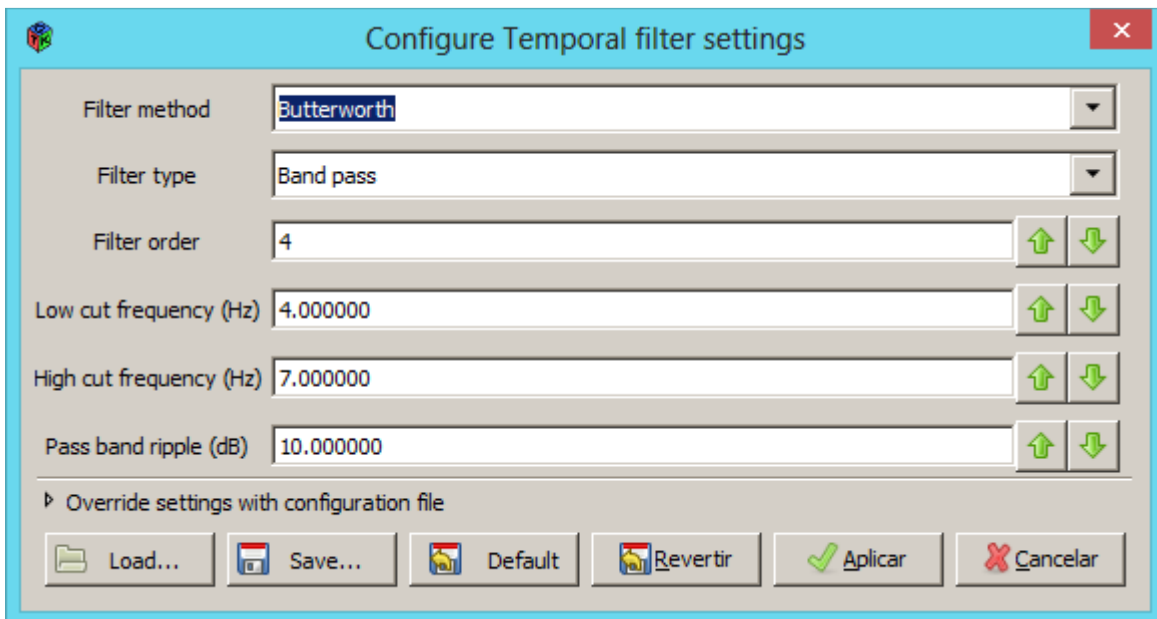 Configure Temporal filter settings
Filter method Butterworth
Filter type Band pass
Filter order 4
Low cut frequency (Hz) 4.000000
High cut frequency (Hz) 7.000000
Pass band ripple (dB) 10.000000
Override settings with configuration file
Load... Save... Default Revertir Aplicar Cancelar